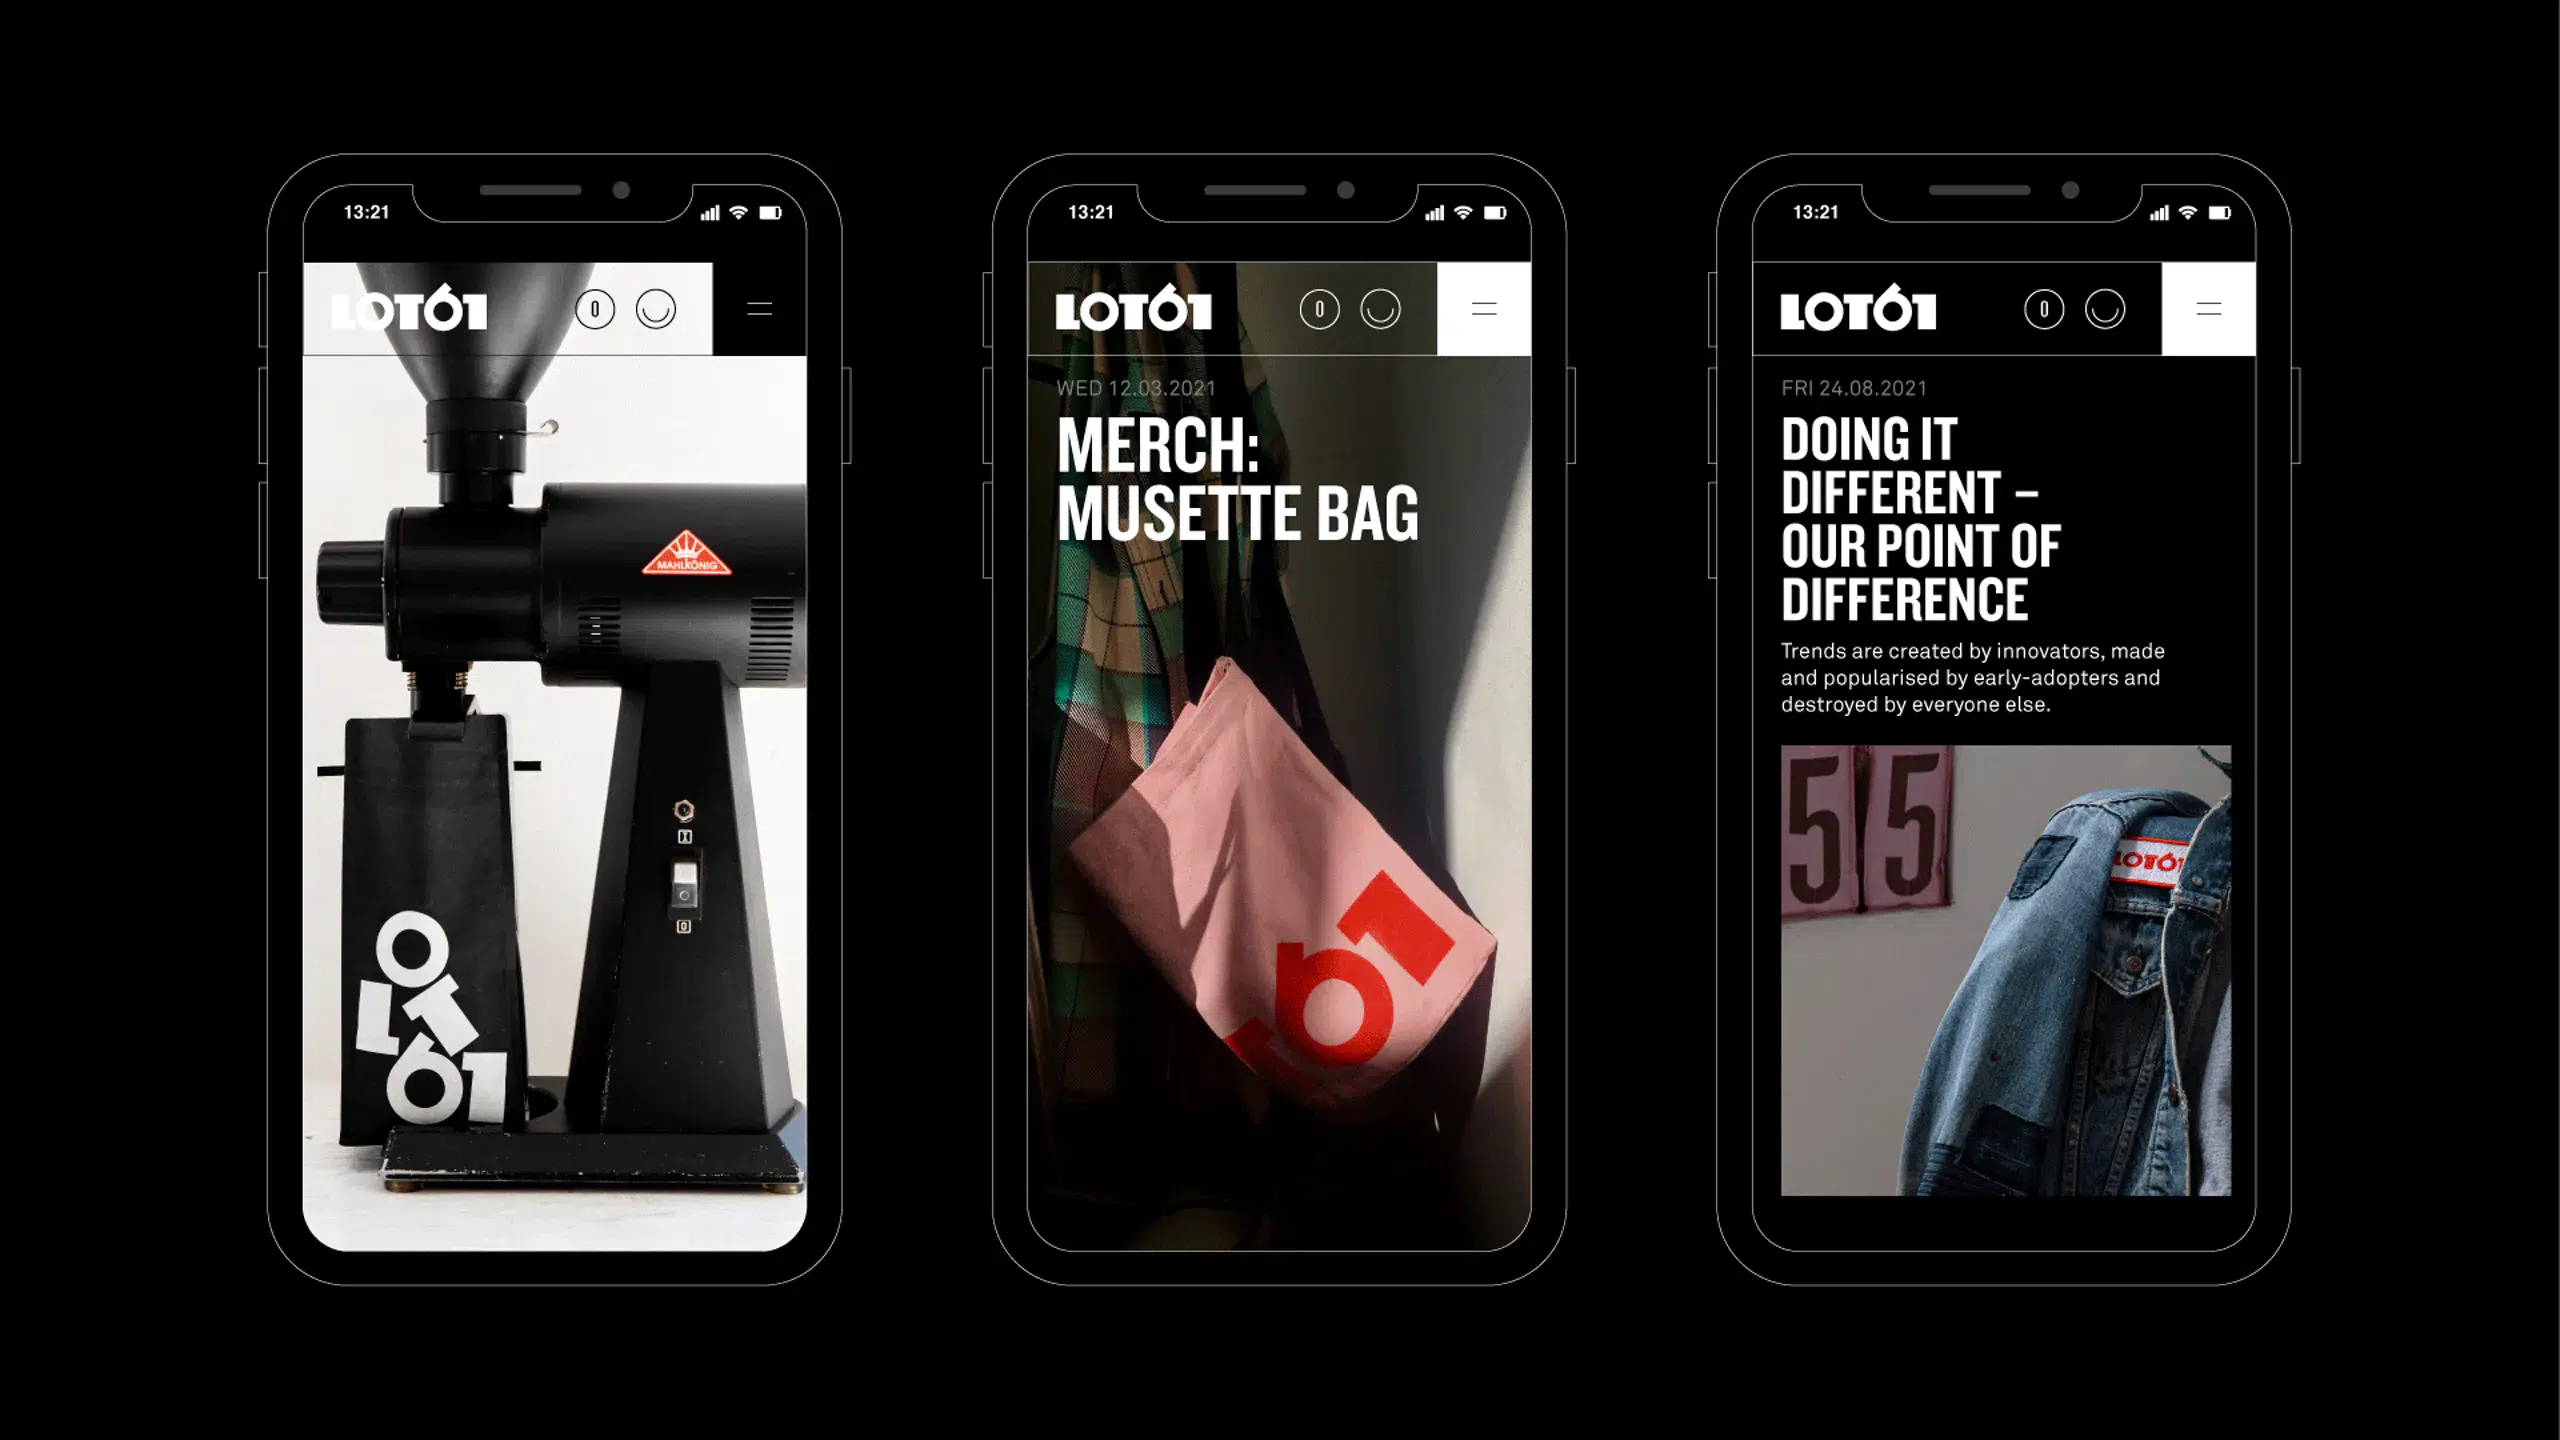 13:21
LOT61
0
MAHLKÖNIG
I
0
LOT61
13:21
LOT61
0
WED 12.03.2021
MERCH:
MUSETTE BAG
61
13:21
LOT61
0
FRI 24.08.2021
DOING IT
DIFFERENT –
OUR POINT OF
DIFFERENCE
Trends are created by innovators, made
and popularised by early-adopters and
destroyed by everyone else.
55
LOT61